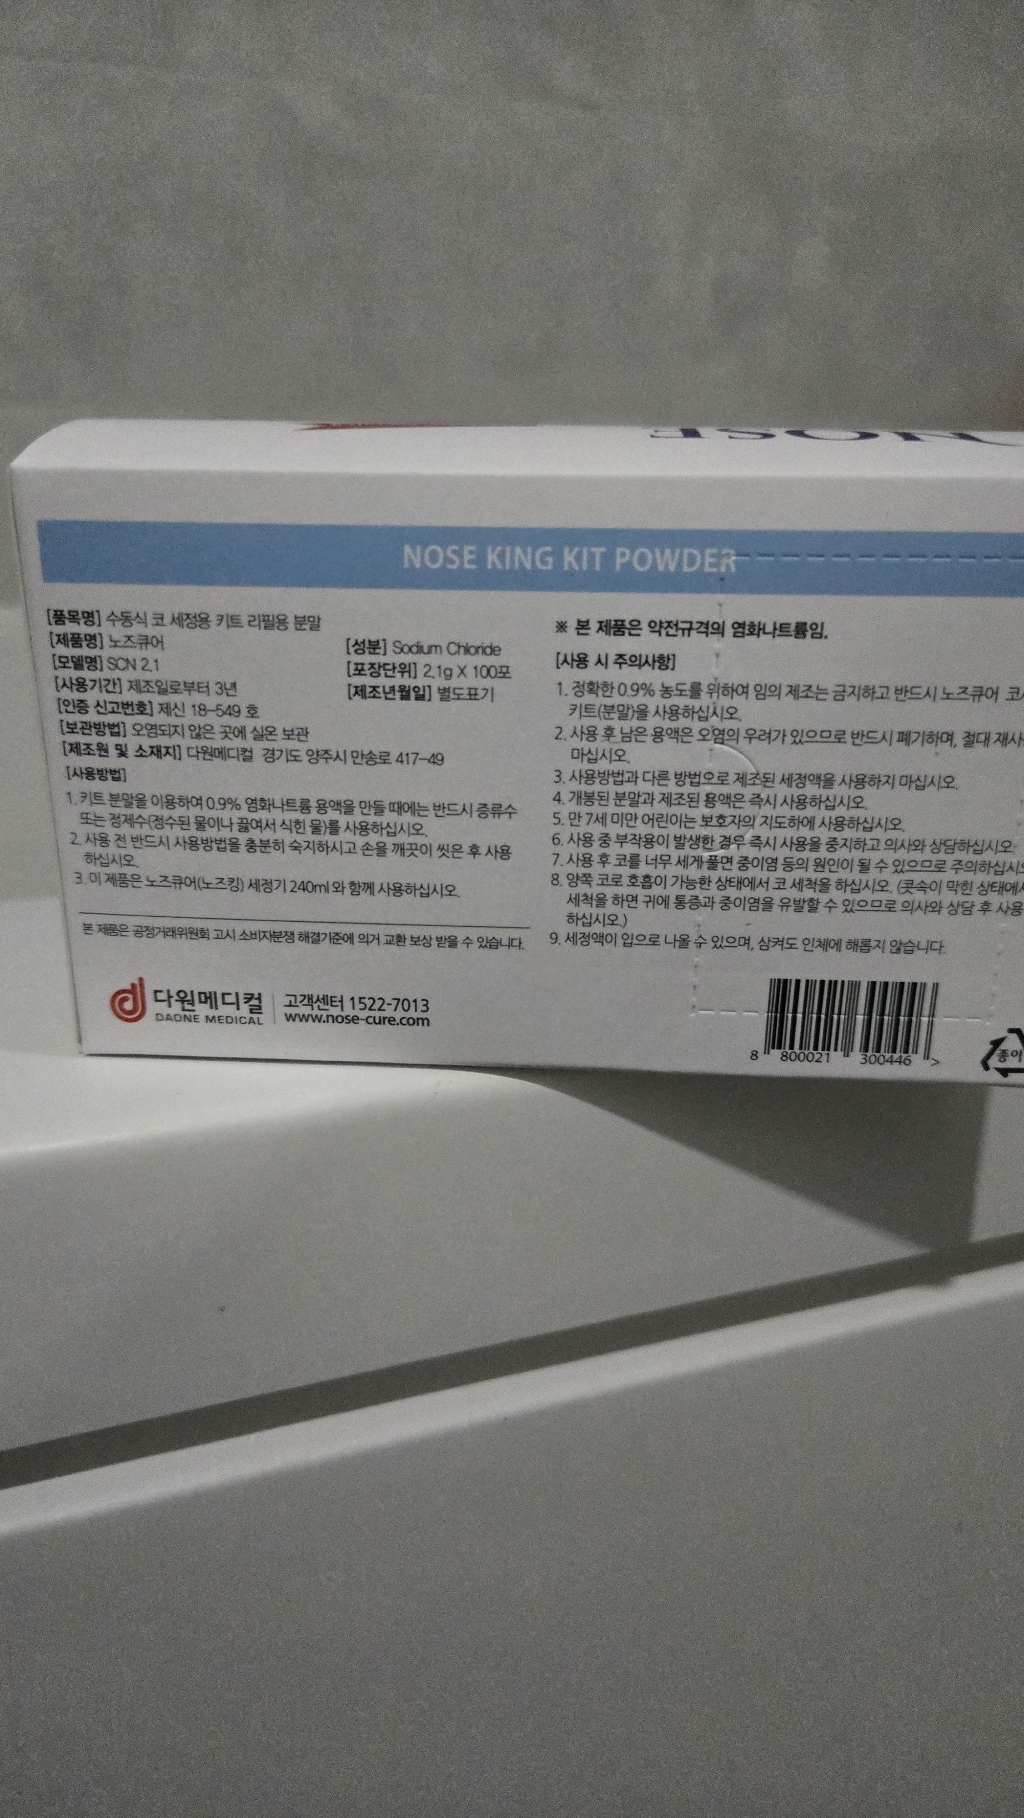 NOSE
NOSE KING KIT POWDER
[품목명] 수동식 코 세정용 키트 리필용 분말
[제품명] 노즈큐어
[모델명] SCN 2.1
[사용기간] 제조일로부터 3년
[인증 신고번호] 제신 18-549 호
[보관방법] 오염되지 않은 곳에 실온 보관
[제조원 및 소재지] 다원메디컬 경기도 양주시 만송로 417-49
[성분] Sodium Chloride
[포장단위] 2.1g X 100포
[제조년월일] 별도표기
[사용방법]
1. 키트 분말을 이용하여 0.9% 염화나트륨 용액을 만들 때에는 반드시 증류수
또는 정제수(정수된 물이나 끓여서 식힌 물)를 사용하십시오.
2. 사용 전 반드시 사용방법을 충분히 숙지하시고 손을 깨끗이 씻은 후 사용
하십시오.
3. 이 제품은 노즈큐어(노즈킹) 세정기 240ml 와 함께 사용하십시오.
본 제품은 공정거래위원회 고시 소비자분쟁 해결기준에 의거 교환 보상 받을 수 있습니다.
다원메디컬
DAONE MEDICAL
고객센터 1522-7013
www.nose-cure.com
※ 본 제품은 약전규격의 염화나트륨임.
[사용 시 주의사항]
1. 정확한 0.9% 농도를 위하여 임의 제조는 금지하고 반드시 노즈큐어
키트(분말)을 사용하십시오.
2. 사용 후 남은 용액은 오염의 우려가 있으므로 반드시 폐기하며, 절대
마십시오.
3. 사용방법과 다른 방법으로 제조된 세정액을 사용하지 마십시오.
4. 개봉된 분말과 제조된 용액은 즉시 사용하십시오.
5. 만 7세 미만 어린이는 보호자의 지도하에 사용하십시오.
6. 사용 중 부작용이 발생한 경우 즉시 사용을 중지하고 의사와 상담하십시오.
7. 사용 후 코를 너무 세게 풀면 중이염 등의 원인이 될 수 있으므로 주의하십시오
8. 양쪽 코로 호흡이 가능한 상태에서 코 세척을 하십시오. (콧속이 막힌 상태에서
세척을 하면 귀에 통증과 중이염을 유발할 수 있으므로 의사와 상담 후 사용
하십시오.)
9. 세정액이 입으로 나올 수 있으며, 삼켜도 인체에 해롭지 않습니다.
8 800021 300446 >
종이